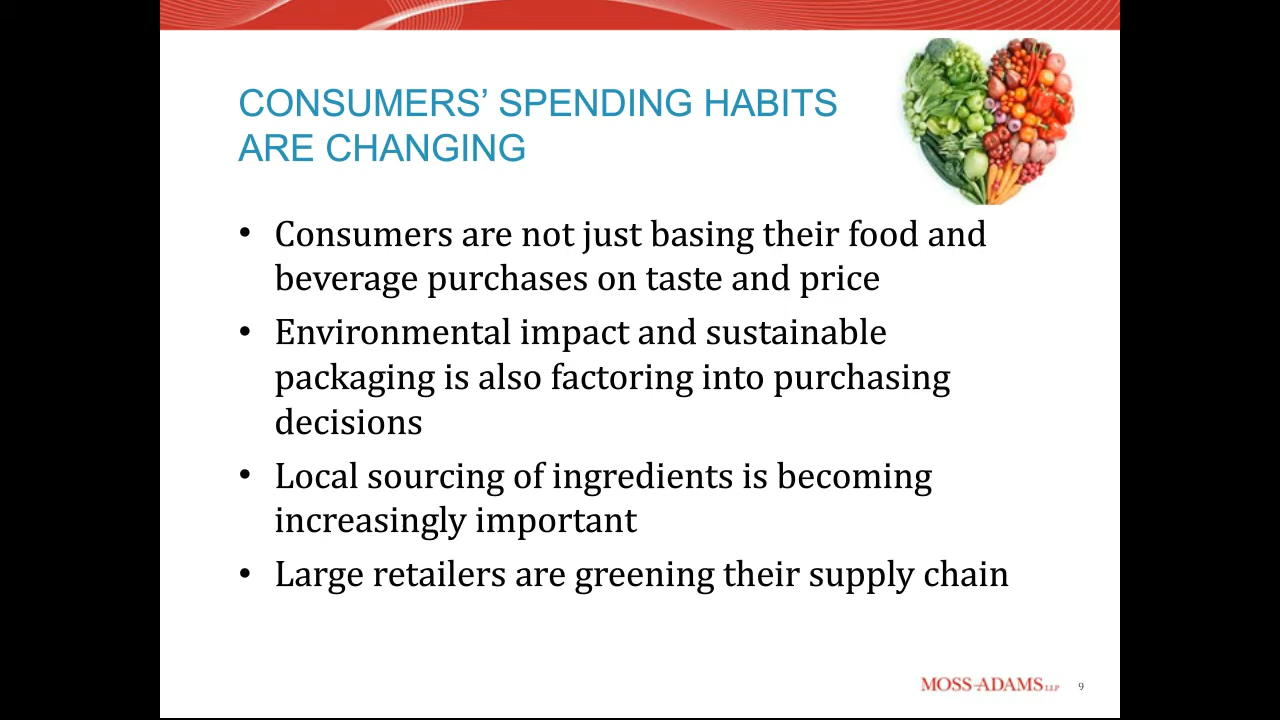 CONSUMERS’ SPENDING HABITS
ARE CHANGING
• Consumers are not just basing their food and
beverage purchases on taste and price
• Environmental impact and sustainable
packaging is also factoring into purchasing
decisions
• Local sourcing of ingredients is becoming
increasingly important
• Large retailers are greening their supply chain
MOSS-ADAMS LLP 9